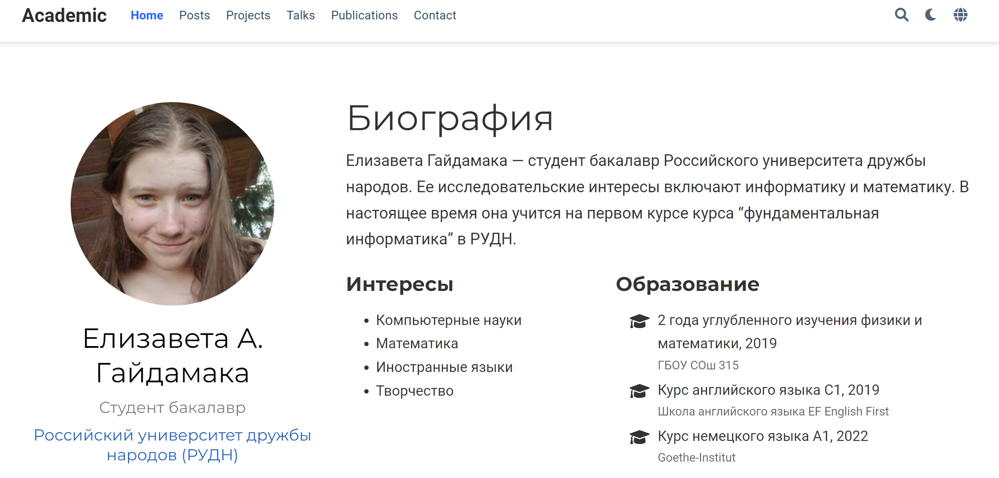 Academic Home Posts Projects Talks Publications Contact
Биография
Елизавета Гайдамака — студент бакалавр Российского университета дружбы
народов. Ее исследовательские интересы включают информатику и математику. В
настоящее время она учится на первом курсе курса “фундаментальная
информатика” в РУДН.
Елизавета А.
Гайдамака
Студент бакалавр
Российский университет дружбы
народов (РУДН)
Интересы
Компьютерные науки
Математика
Иностранные языки
Творчество
Образование
2 года углубленного изучения физики и
математики, 2019
ГБОУ СОш 315
Курс английского языка C1, 2019
Школа английского языка EF English First
Курс немецкого языка A1, 2022
Goethe-Institut